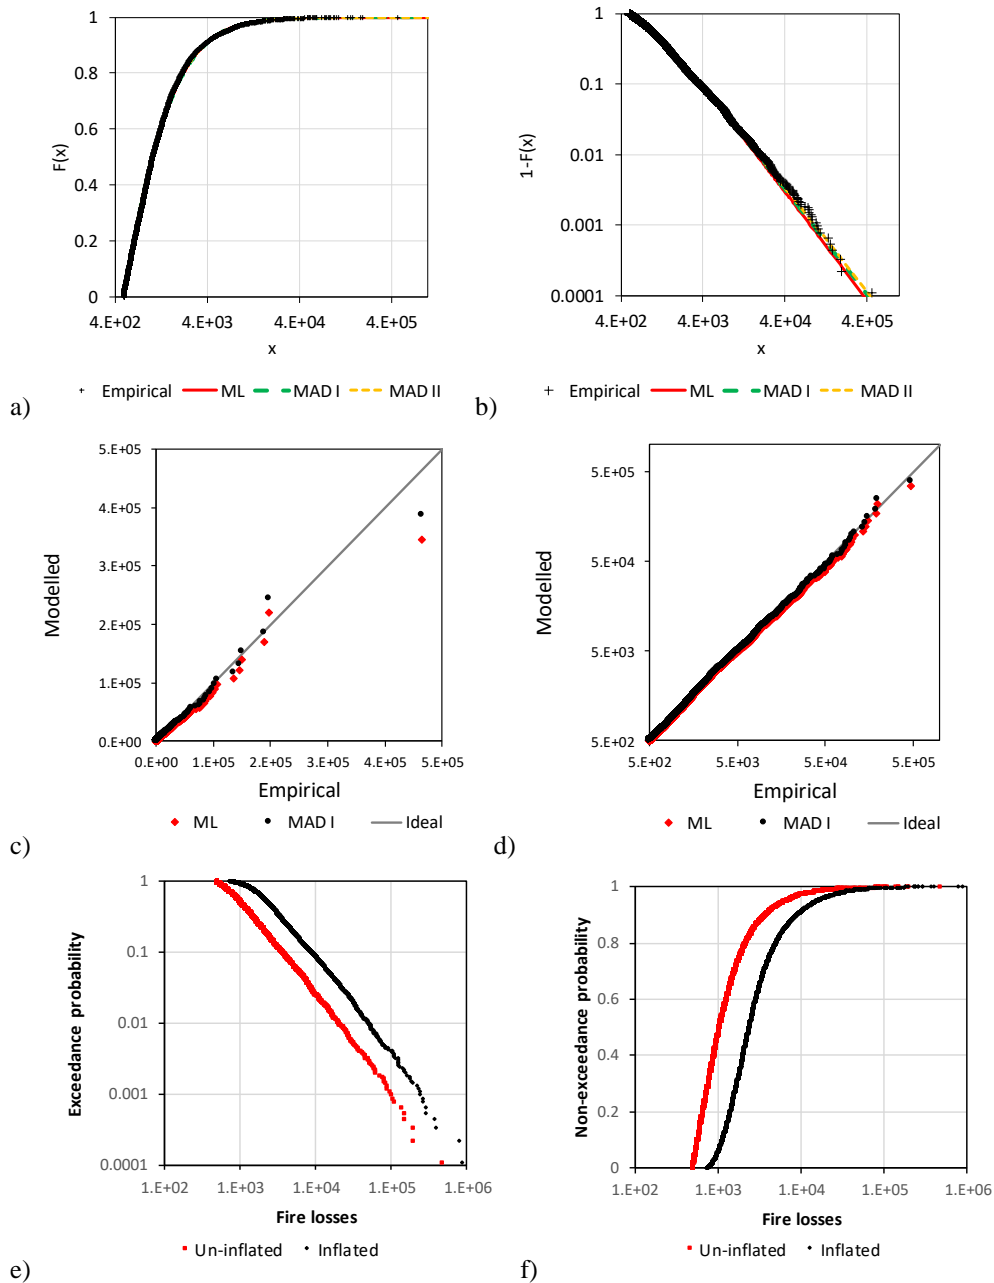 1
0.8
0.6
0.4
0.2
0
F(x)
4.E+02 4.E+03 4.E+04 4.E+05
x
+ Empirical ML MAD I MAD II
a)
1
0.1
0.01
0.001
0.0001
1-F(x)
4.E+02 4.E+03 4.E+04 4.E+05
x
+ Empirical ML MAD I MAD II
b)
5.E+05
4.E+05
3.E+05
2.E+05
1.E+05
0.E+00
Modelled
0.E+00 1.E+05 2.E+05 3.E+05 4.E+05 5.E+05
Empirical
ML MAD I Ideal
c)
5.E+05
5.E+04
5.E+03
5.E+02
Modelled
5.E+02 5.E+03 5.E+04 5.E+05
Empirical
ML MAD I Ideal
d)
1
0.1
0.01
0.001
0.0001
Exceedance probability
1.E+02 1.E+03 1.E+04 1.E+05 1.E+06
Fire losses
Un-inflated Inflated
e)
1
0.8
0.6
0.4
0.2
0
Non-exceedance probability
1.E+02 1.E+03 1.E+04 1.E+05 1.E+06
Fire losses
Un-inflated Inflated
f)